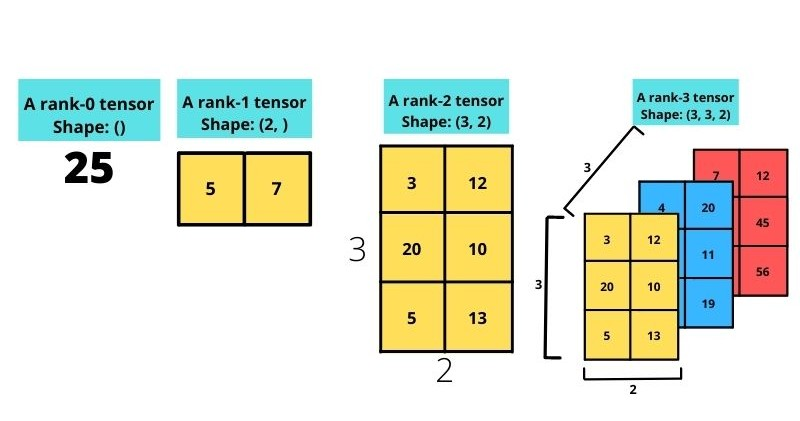 A rank-0 tensor
Shape: ()
25
A rank-1 tensor
Shape: (2, )
5 7
A rank-2 tensor
Shape: (3, 2)
3 12
20 10
5 13
3
2
A rank-3 tensor
Shape: (3, 3, 2)
3
7 12
45
56
4 20
11
19
3 12
20 10
5 13
3
2